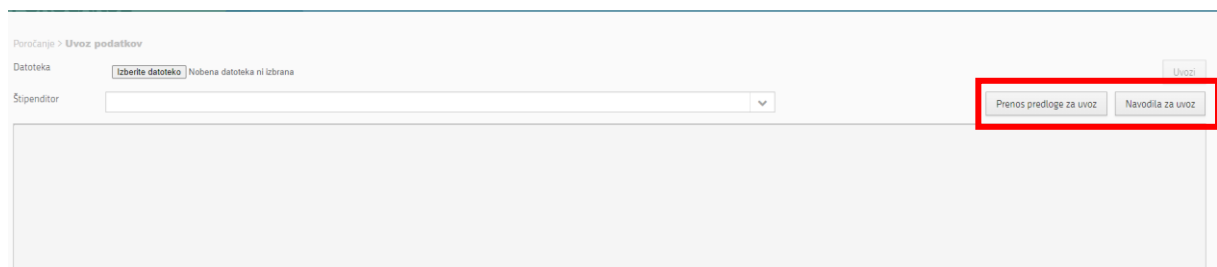 Poročanje > Uvoz podatkov
Datoteka
Izberite datoteko Nobena datoteka ni izbrana
Uvozi
Štipenditor
Prenos predloge za uvoz
Navodila za uvoz